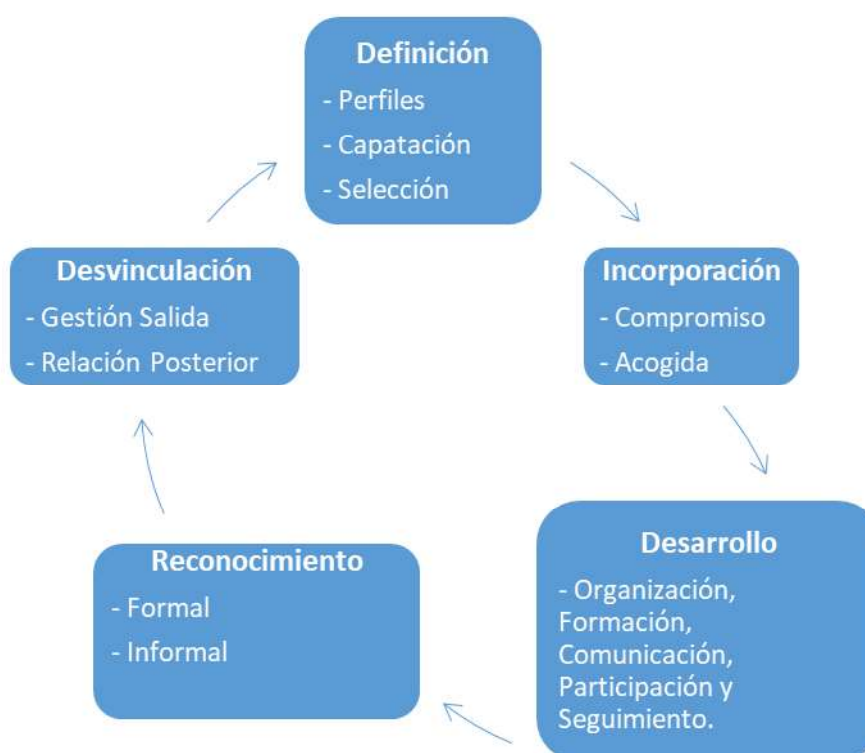 Definición
- Perfiles
- Capatación
- Selección
Incorporación
- Compromiso
- Acogida
Desarrollo
- Organización,
Formación,
Comunicación,
Participación y
Seguimiento.
Reconocimiento
- Formal
- Informal
Desvinculación
- Gestión Salida
- Relación Posterior